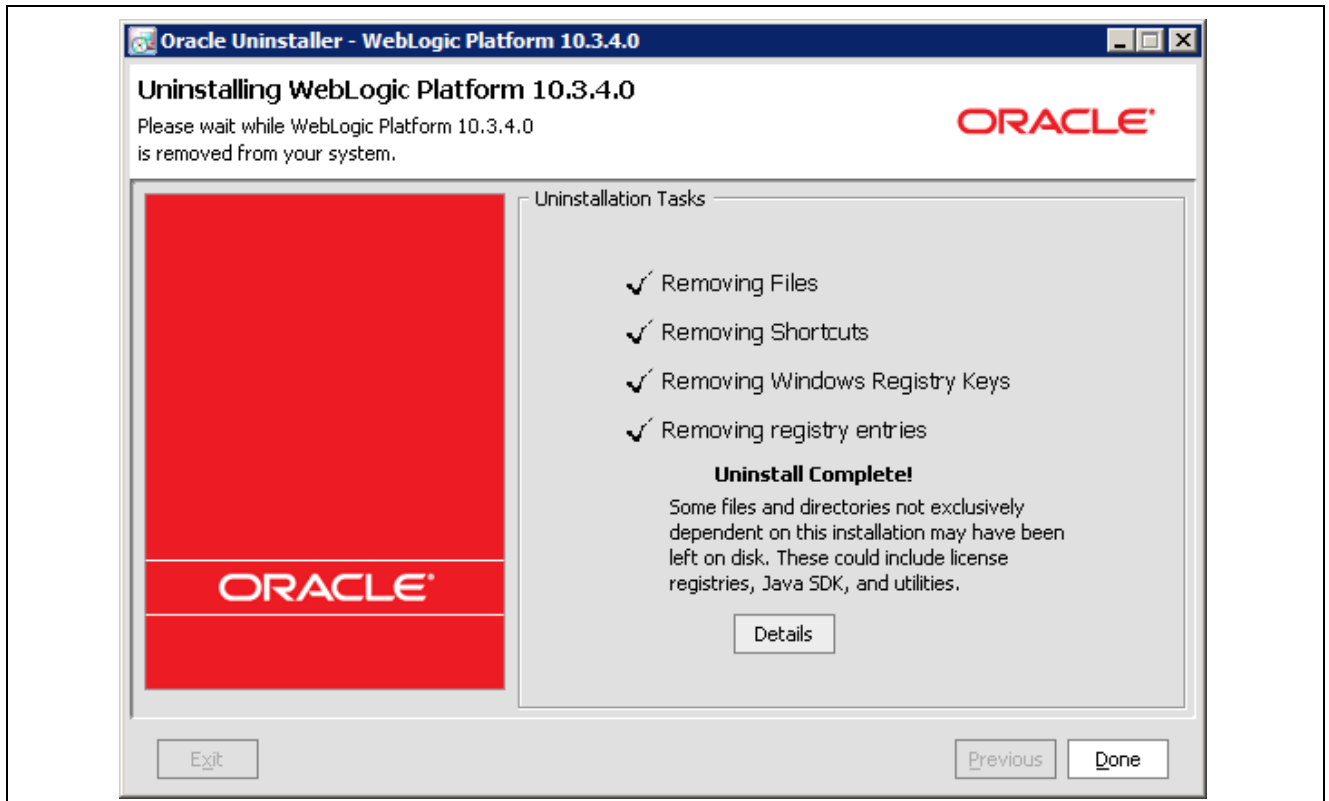 Oracle Uninstaller - WebLogic Platform 10.3.4.0
Uninstalling WebLogic Platform 10.3.4.0
Please wait while WebLogic Platform 10.3.4.0
is removed from your system.
ORACLE
Uninstallation Tasks
Removing Files
Removing Shortcuts
Removing Windows Registry Keys
Removing registry entries
Uninstall Complete!
Some files and directories not exclusively
dependent on this installation may have been
left on disk. These could include license
registries, Java SDK, and utilities.
ORACLE
Details
Exit
Previous
Done